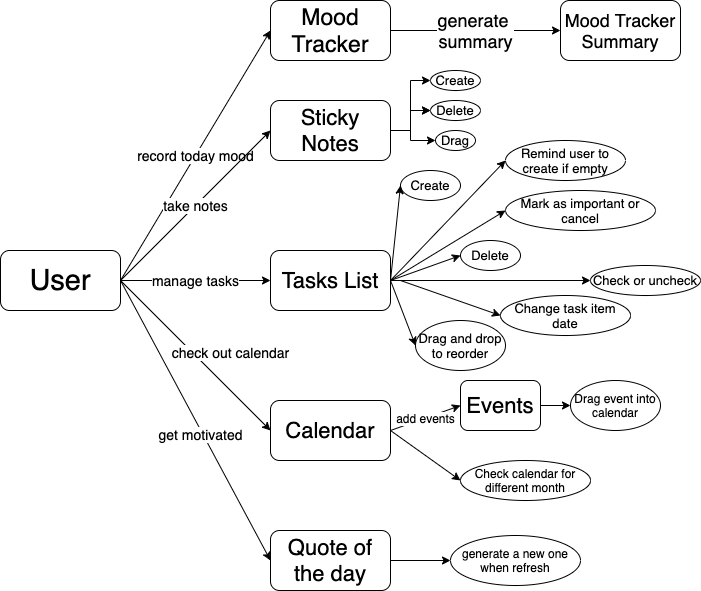 Mood
Tracker
generate
summary
Mood Tracker
Summary
record today mood
Sticky
Notes
Create
Delete
Drag
take notes
User
manage tasks
Tasks List
Create
Remind user to
create if empty
Mark as important or
cancel
Delete
Check or uncheck
Change task item
date
Drag and drop
to reorder
check out calendar
Calendar
add events
Events
Drag event into
calendar
Check calendar for
different month
get motivated
Quote of
the day
generate a new one
when refresh